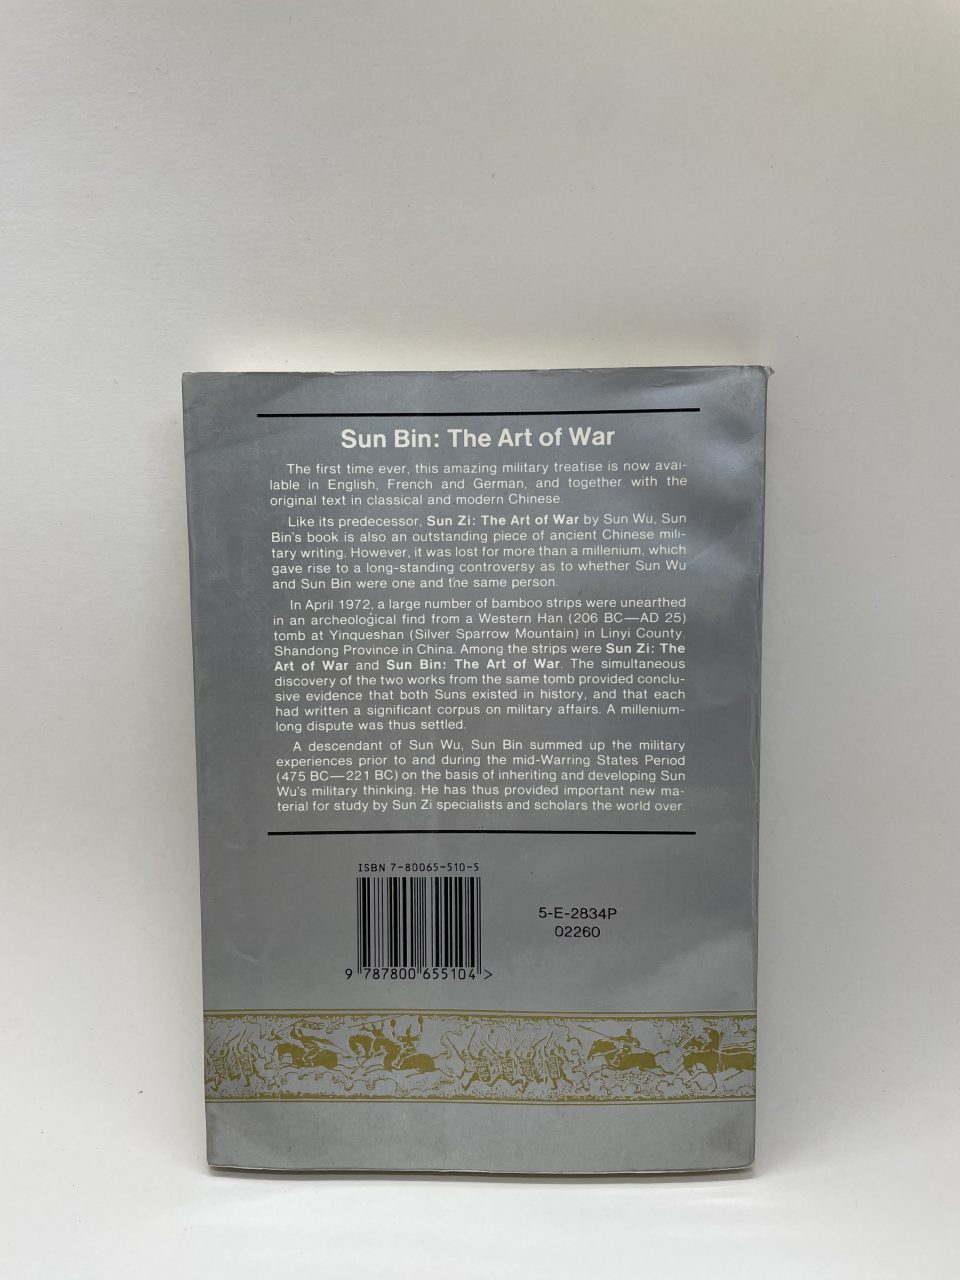 Sun Bin: The Art of War
The first time ever, this amazing military treatise is now avai-
lable in English, French and German, and together with the
original text in classical and modern Chinese.
Like its predecessor, Sun Zi: The Art of War by Sun Wu, Sun
Bin's book is also an outstanding piece of ancient Chinese mili-
tary writing. However, it was lost for more than a millenium, which
gave rise to a long-standing controversy as to whether Sun Wu
and Sun Bin were one and the same person.
In April 1972, a large number of bamboo strips were unearthed
in an archeological find from a Western Han (206 BC—AD 25)
tomb at Yinqueshan (Silver Sparrow Mountain) in Linyi County,
Shandong Province in China. Among the strips were Sun Zi: The
Art of War and Sun Bin: The Art of War. The simultaneous
discovery of the two works from the same tomb provided conclu-
sive evidence that both Suns existed in history, and that each
had written a significant corpus on military affairs. A millenium-
long dispute was thus settled.
A descendant of Sun Wu, Sun Bin summed up the military
experiences prior to and during the mid-Warring States Period
(475 BC—221 BC) on the basis of inheriting and developing Sun
Wu's military thinking. He has thus provided important new ma-
terial for study by Sun Zi specialists and scholars the world over.
ISBN 7-80065-510-5
9 787800 655104 >
5-E-2834P
02260